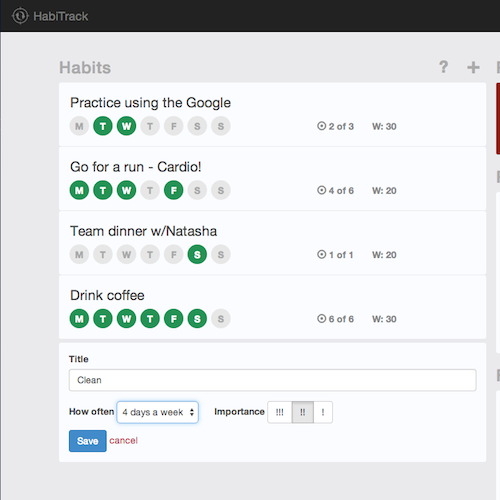 HabiTrack
Habits ? +
Practice using the Google
M T W T F S S 2 of 3 W: 30
Go for a run - Cardio!
M T W T F S S 4 of 6 W: 20
Team dinner w/Natasha
M T W T F S S 1 of 1 W: 20
Drink coffee
M T W T F S S 6 of 6 W: 30
Title
Clean
How often 4 days a week Importance !!! !! !
Save cancel